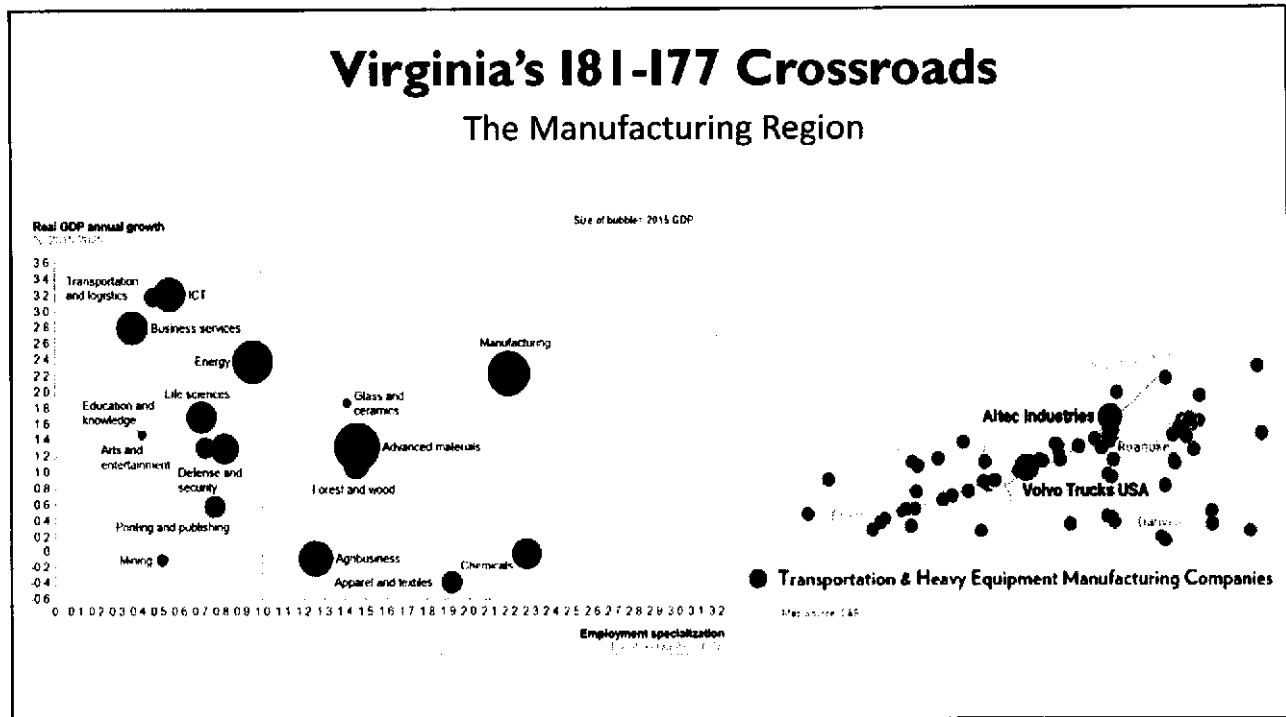 Virginia's I81-I77 Crossroads
The Manufacturing Region
Real GDP annual growth
Size of bubble: 2015 GDP
3 6
3 4
3 2
3 0
2 8
2 6
2 4
2 2
2 0
1 8
1 6
1 4
1 2
1 0
0 8
0 6
0 4
0 2
0
-0 2
-0 4
-0 6
Transportation
and logistics
ICT
Business services
Energy
Manufacturing
Life sciences
Glass and
ceramics
Education and
knowledge
Arts and
entertainment
Advanced materials
Defense and
security
Forest and wood
Printing and publishing
Mining
Agribusiness
Chemicals
Apparel and textiles
0 0 1 0 2 0 3 0 4 0 5 0 6 0 7 0 8 0 9 1 0 1 1 1 2 1 3 1 4 1 5 1 6 1 7 1 8 1 9 2 0 2 1 2 2 2 3 2 4 2 5 2 6 2 7 2 8 2 9 3 0 3 1 3 2
Employment specialization
Altec Industries
Roanoke
Volvo Trucks USA
Transportation & Heavy Equipment Manufacturing Companies